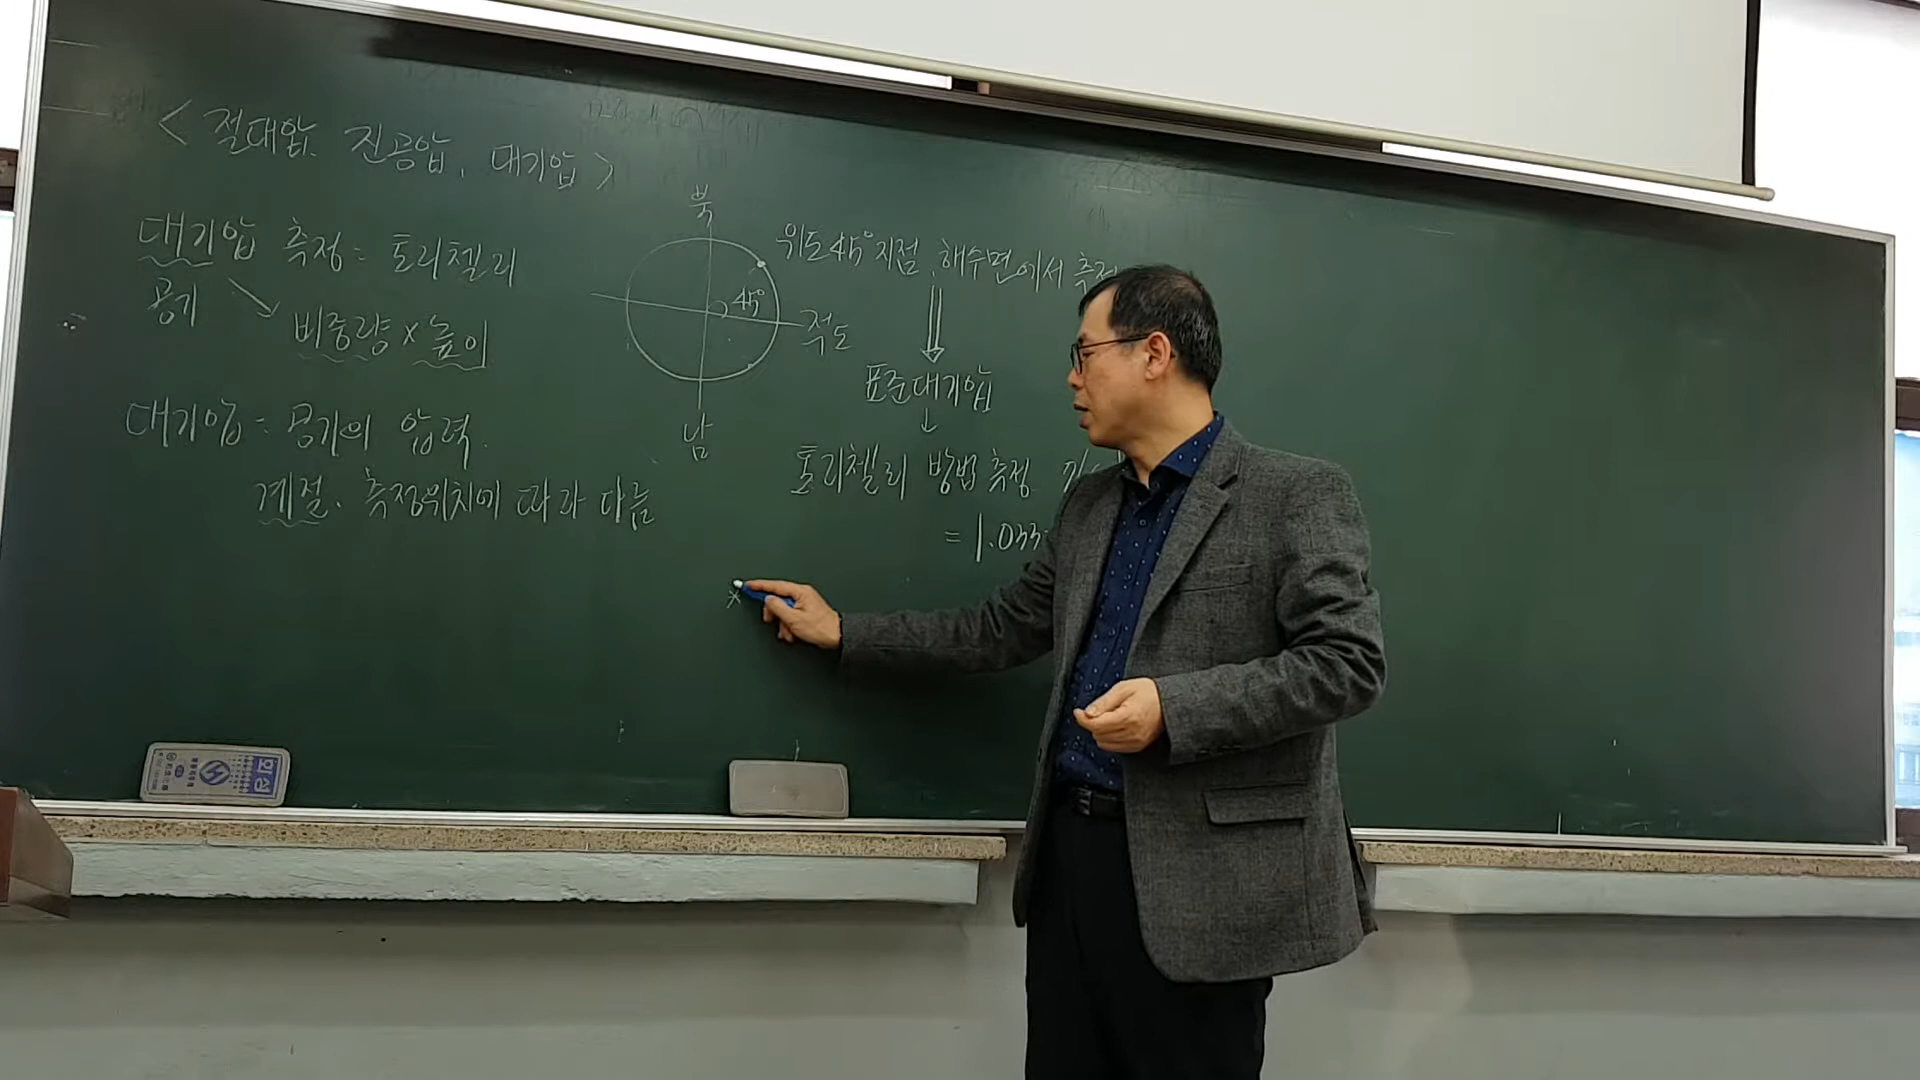 < 절대압, 진공압, 대기압 >
대기압 측정 = 토리첼리
공기
비중량 × 높이
대기압 = 공기의 압력.
계절, 측정위치에 따라 다름
북
45°
적도
남
위도 45° 지점, 해수면에서
표준대기압
토리첼리 방법 측정
= 1.033
*